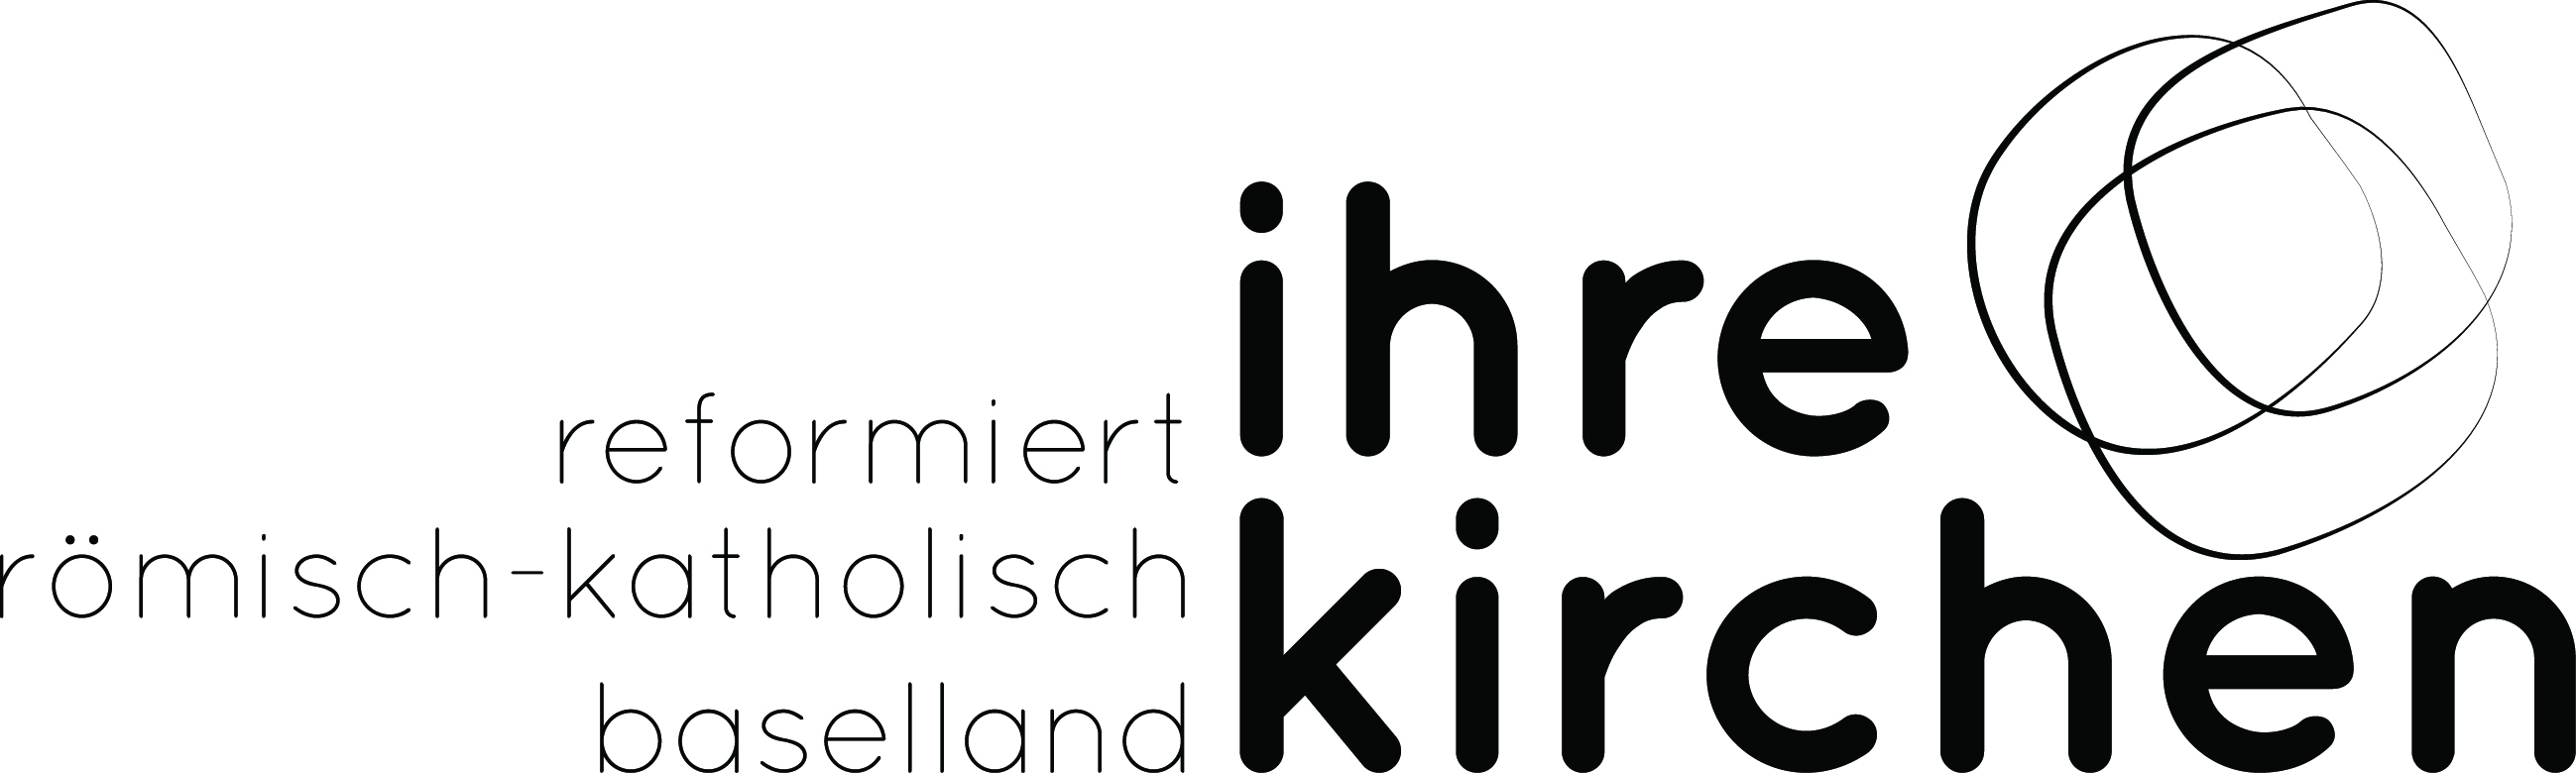 ihre
kirchen
reformiert
römisch-katholisch
baselland